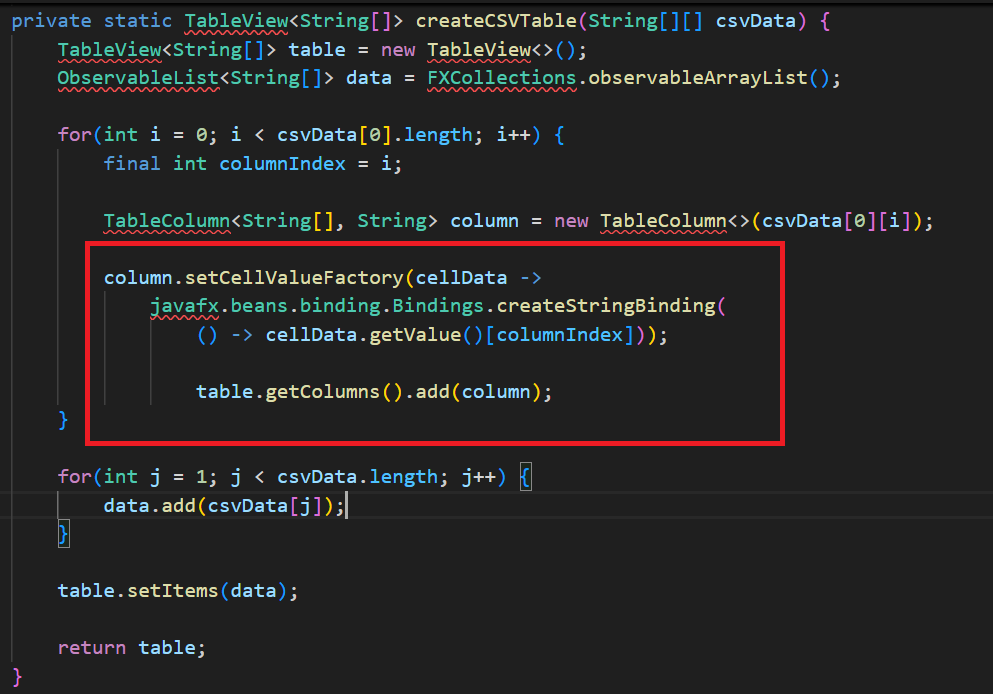 private static TableView<String[]> createCSVTable(String[][] csvData) {
    TableView<String[]> table = new TableView<>();
    ObservableList<String[]> data = FXCollections.observableArrayList();

    for(int i = 0; i < csvData[0].length; i++) {
        final int columnIndex = i;

        TableColumn<String[], String> column = new TableColumn<>(csvData[0][i]);

        column.setCellValueFactory(cellData ->
            javafx.beans.binding.Bindings.createStringBinding(
                () -> cellData.getValue()[columnIndex]));

                table.getColumns().add(column);
    }

    for(int j = 1; j < csvData.length; j++) {
        data.add(csvData[j]);
    }

    table.setItems(data);

    return table;
}